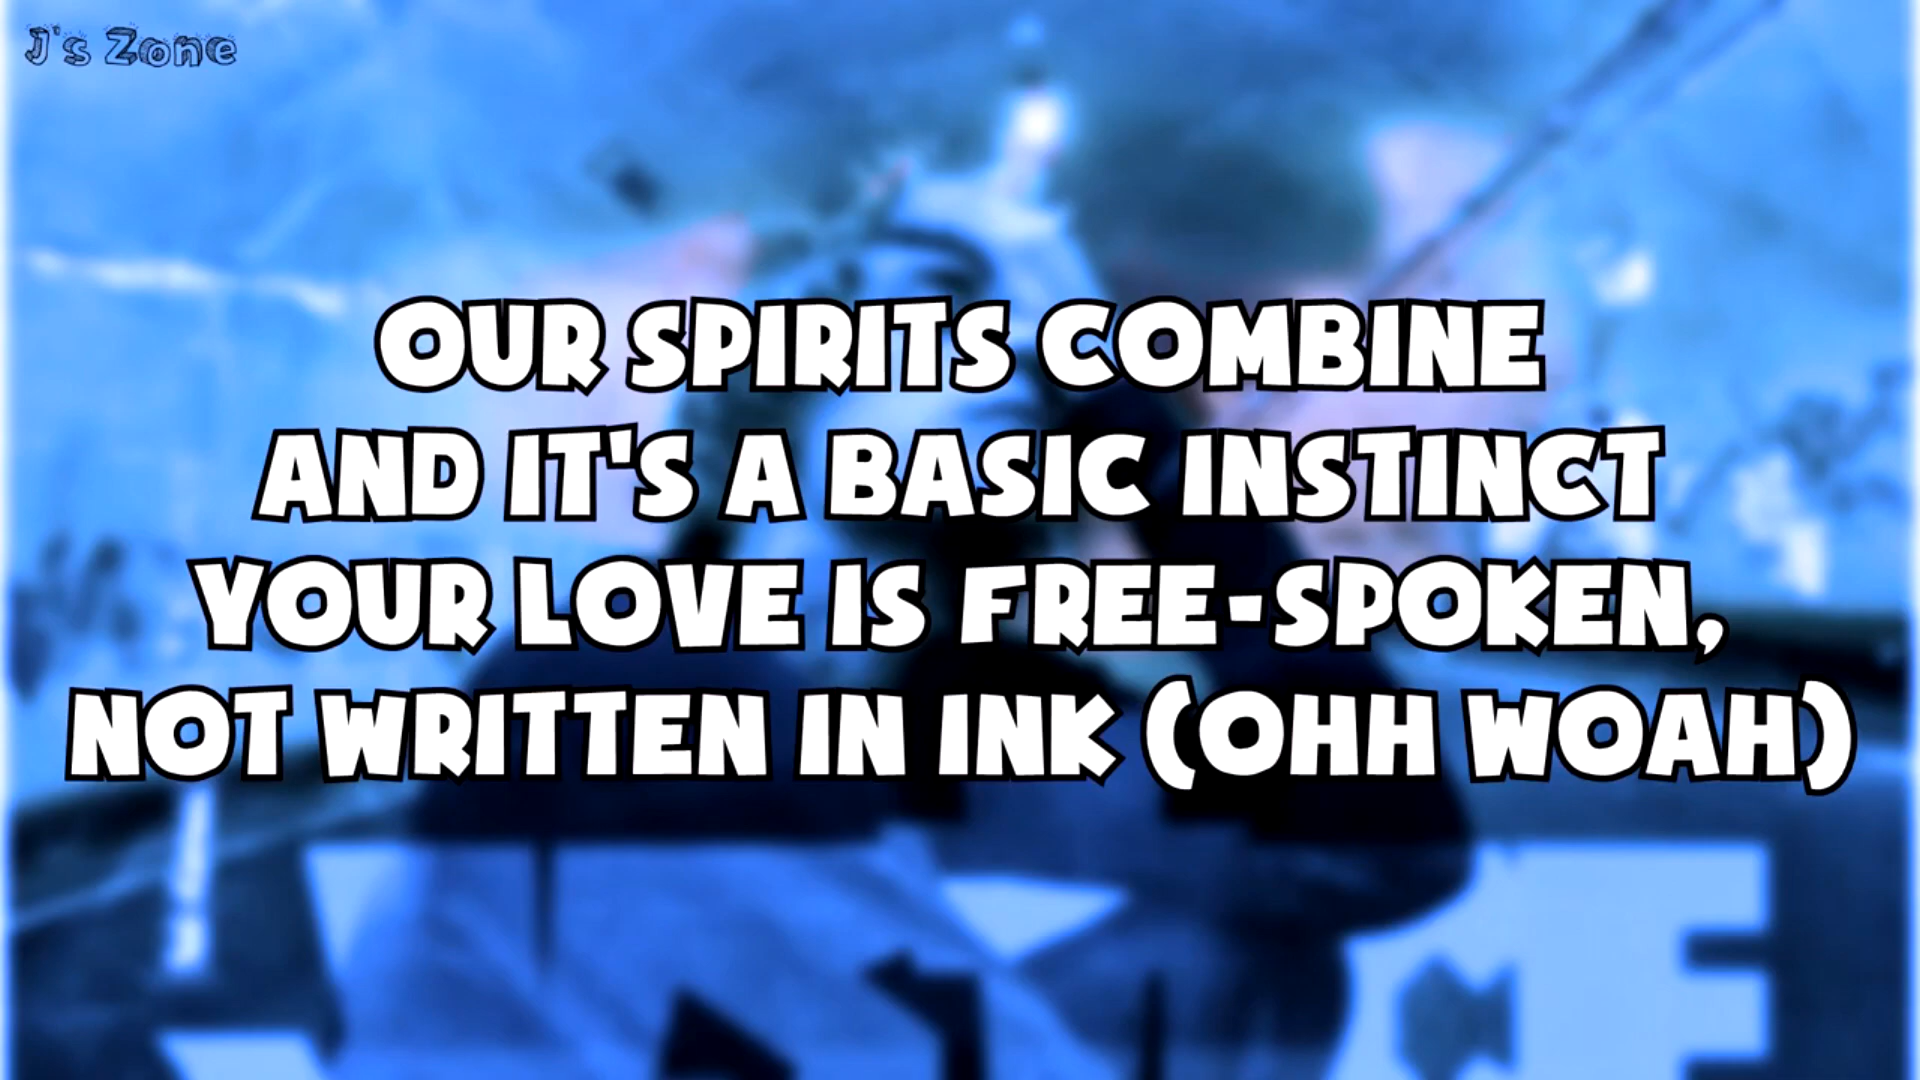 J's Zone
OUR SPIRITS COMBINE
AND IT'S A BASIC INSTINCT
YOUR LOVE IS FREE-SPOKEN,
NOT WRITTEN IN INK (OHH WOAH)